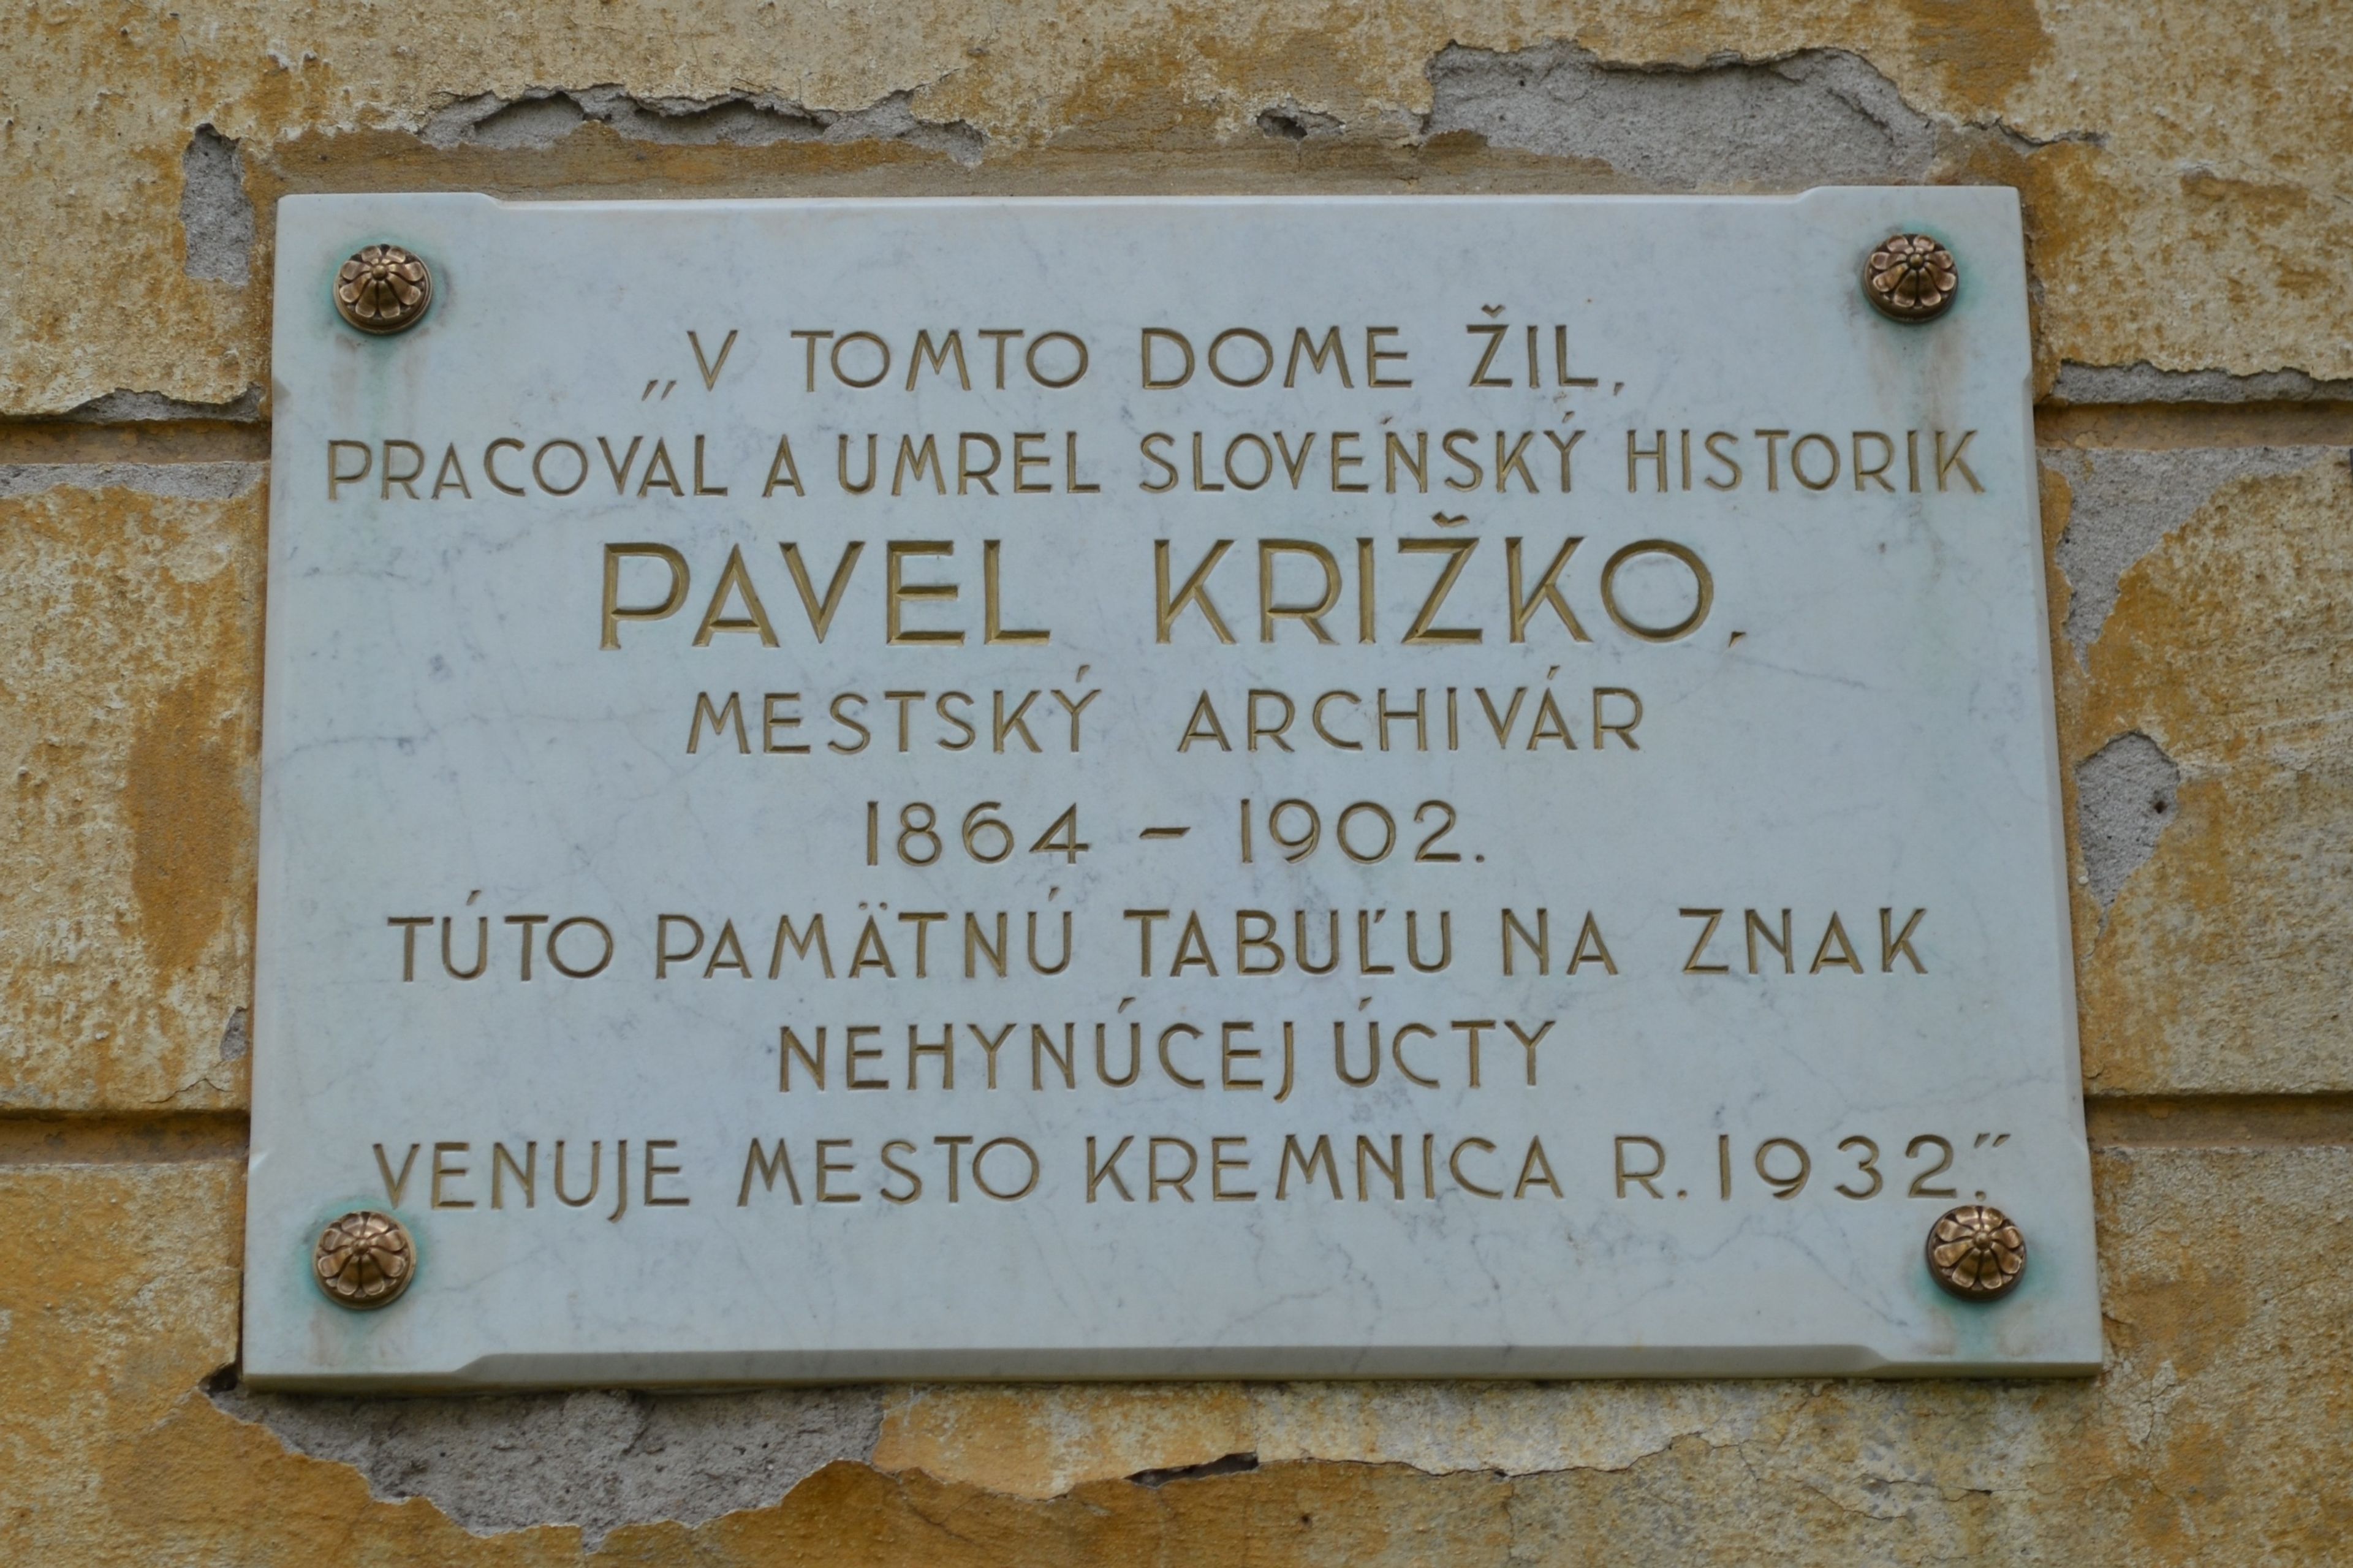 „V TOMTO DOME ŽIL,
PRACOVAL A UMREL SLOVEŃSKÝ HISTORIK
PAVEL KRIŽKO,
MESTSKÝ ARCHIVÁR
1864 – 1902.
TÚTO PAMÄTNÚ TABUĽU NA ZNAK
NEHYNÚCEJ ÚCTY
VENUJE MESTO KREMNICA R. 1932."